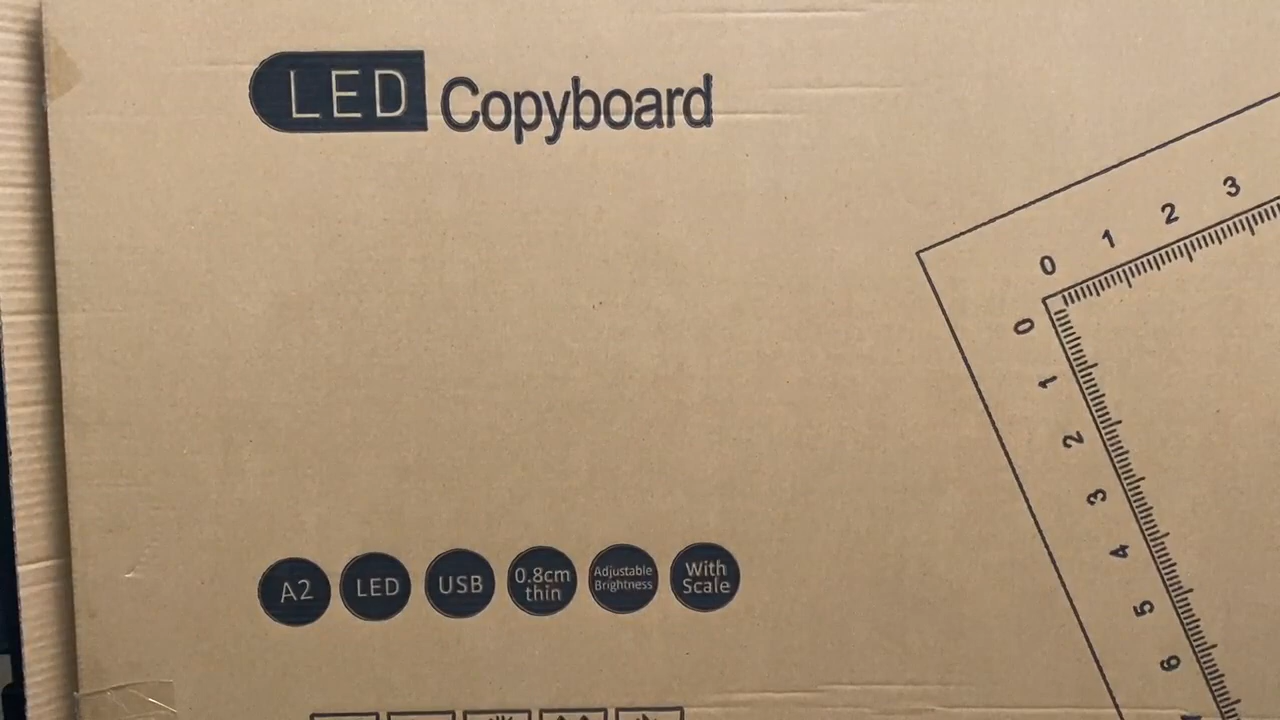 LED Copyboard
0 1 2 3
0
1
2
3
4
5
6
A2
LED
USB
0.8cm
thin
Adjustable
Brightness
With
Scale